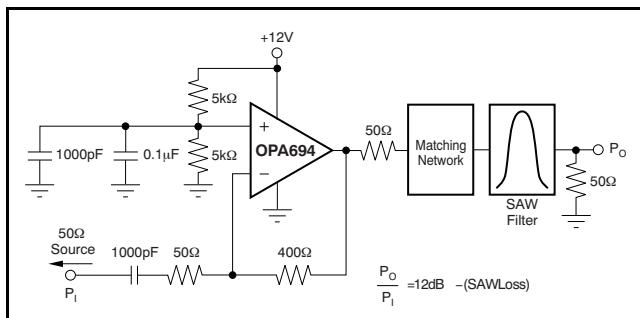 +12V
5kΩ
5kΩ
1000pF
0.1µF
+
OPA694
−
50Ω
Matching
Network
SAW
Filter
P_O
50Ω
50Ω
Source
1000pF
50Ω
400Ω
P_I
P_O
P_I
=12dB −(SAWLoss)